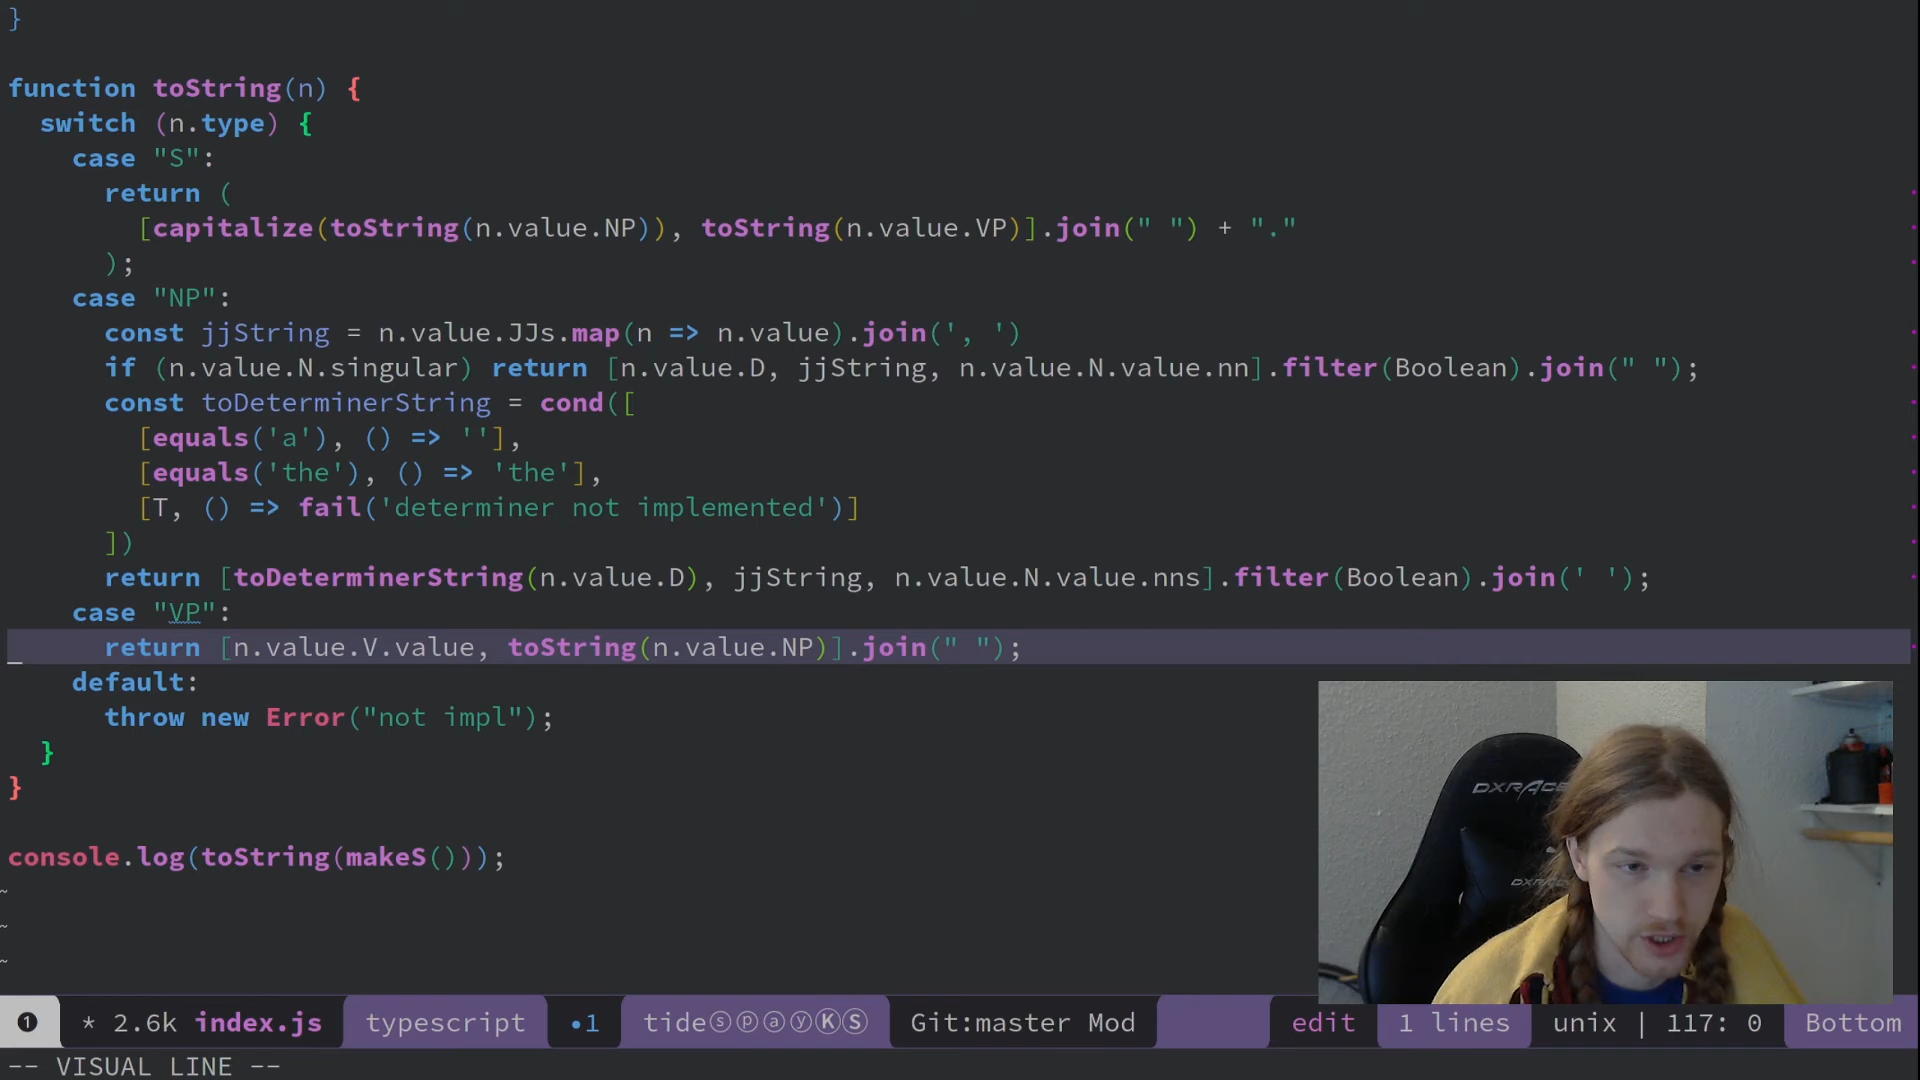 }
function toString(n) {
switch (n.type) {
case "S":
return (
[capitalize(toString(n.value.NP)), toString(n.value.VP)].join(" ") + "."
);
case "NP":
const jjString = n.value.JJs.map(n => n.value).join(', ')
if (n.value.N.singular) return [n.value.D, jjString, n.value.N.value.nn].filter(Boolean).join(" ");
const toDeterminerString = cond([
[equals('a'), () => ''],
[equals('the'), () => 'the'],
[T, () => fail('determiner not implemented')]
])
return [toDeterminerString(n.value.D), jjString, n.value.N.value.nns].filter(Boolean).join(' ');
case "VP":
return [n.value.V.value, toString(n.value.NP)].join(" ");
default:
throw new Error("not impl");
}
}
console.log(toString(makeS()));
~
~
~
DXRACE
❶ * 2.6k index.js typescript •1 tideⓢⓟⓐⓨⓀⓈ Git:master Mod edit 1 lines unix | 117: 0 Bottom
-- VISUAL LINE --